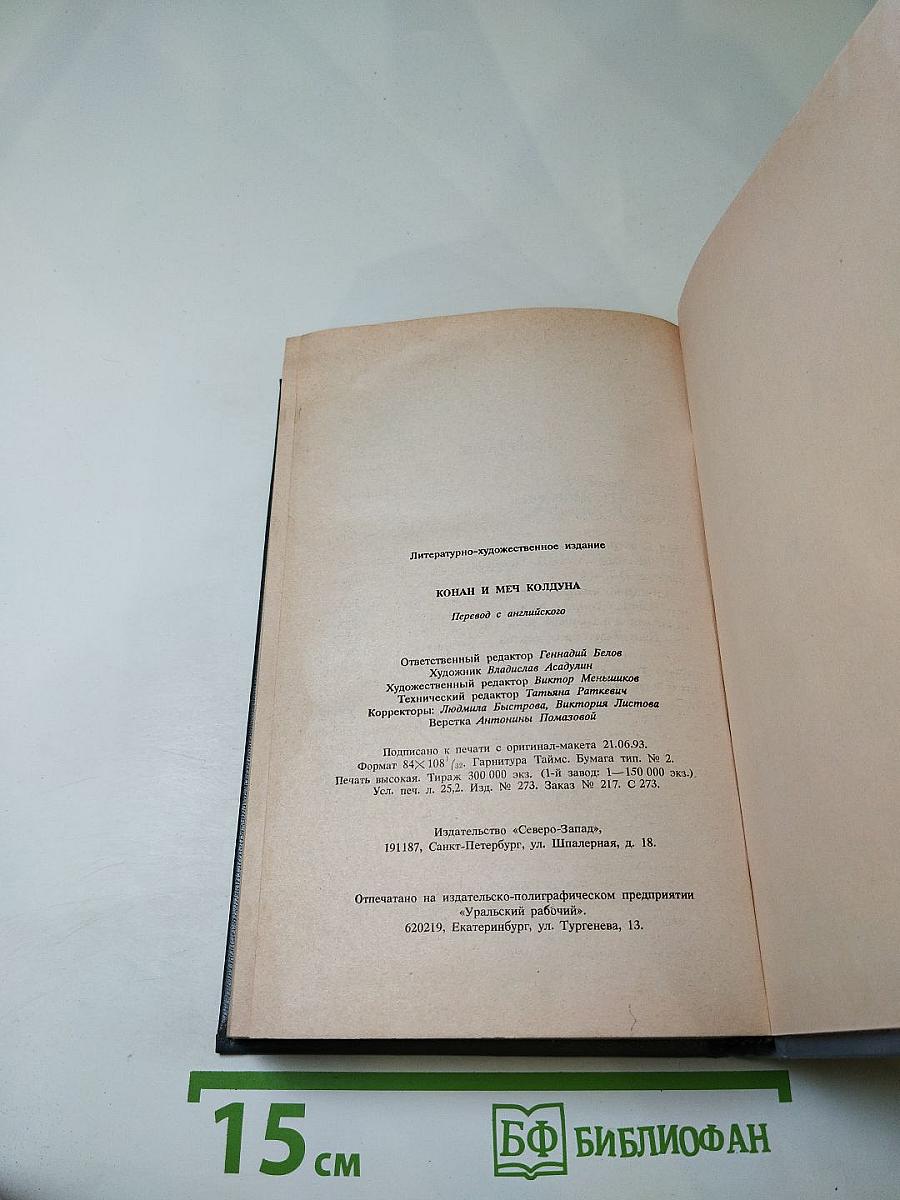 Литературно-художественное издание
КОНАН И МЕЧ КОЛДУНА
Перевод с английского
Ответственный редактор Геннадий Белов
Художник Владислав Асадулин
Художественный редактор Виктор Меньшиков
Технический редактор Татьяна Раткевич
Корректоры: Людмила Быстрова, Виктория Листова
Верстка Антонины Помазовой
Подписано к печати с оригинал-макета 21.06.93.
Формат 84×108 1/32. Гарнитура Таймс. Бумага тип. № 2.
Печать высокая. Тираж 300 000 экз. (1-й завод: 1—150 000 экз.)
Усл. печ. л. 25,2. Изд. № 273. Заказ № 217. С 273.
Издательство «Северо-Запад»,
191187, Санкт-Петербург, ул. Шпалерная, д. 18.
Отпечатано на издательско-полиграфическом предприятии
«Уральский рабочий».
620219, Екатеринбург, ул. Тургенева, 13.
15 см
БФ БИБЛИОФАН